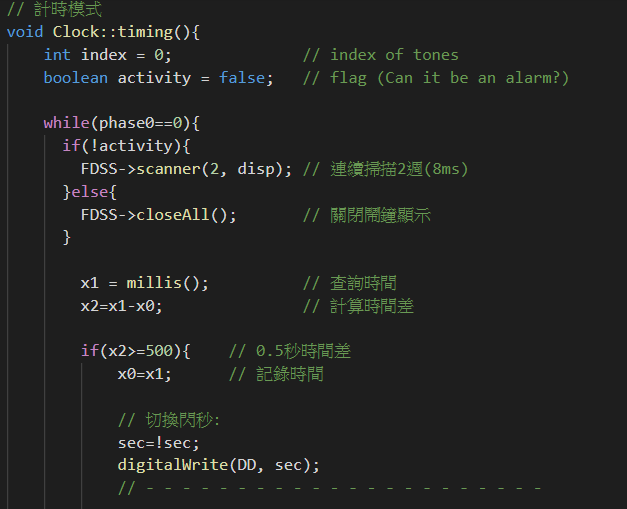 // 計時模式
void Clock::timing(){
int index = 0; // index of tones
boolean activity = false; // flag (Can it be an alarm?)
while(phase0==0){
if(!activity){
FDSS->scanner(2, disp); // 連續掃描2週(8ms)
}else{
FDSS->closeAll(); // 關閉鬧鐘顯示
}
x1 = millis(); // 查詢時間
x2=x1-x0; // 計算時間差
if(x2>=500){ // 0.5秒時間差
x0=x1; // 記錄時間
// 切換閃秒:
sec=!sec;
digitalWrite(DD, sec);
// - - - - - - - - - - - - - - - - - - - - - -